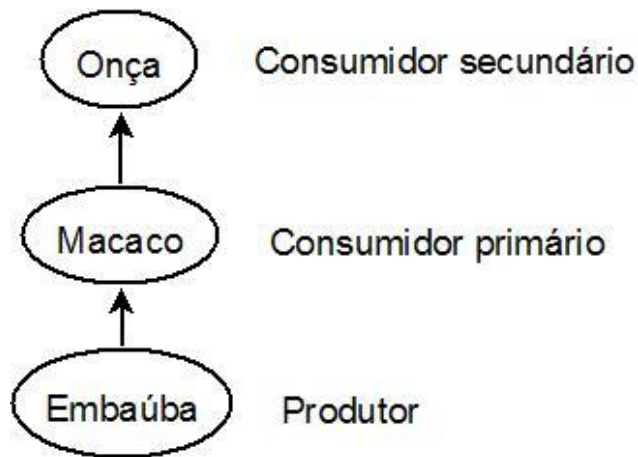 Onça Consumidor secundário
Macaco Consumidor primário
Embaúba Produtor